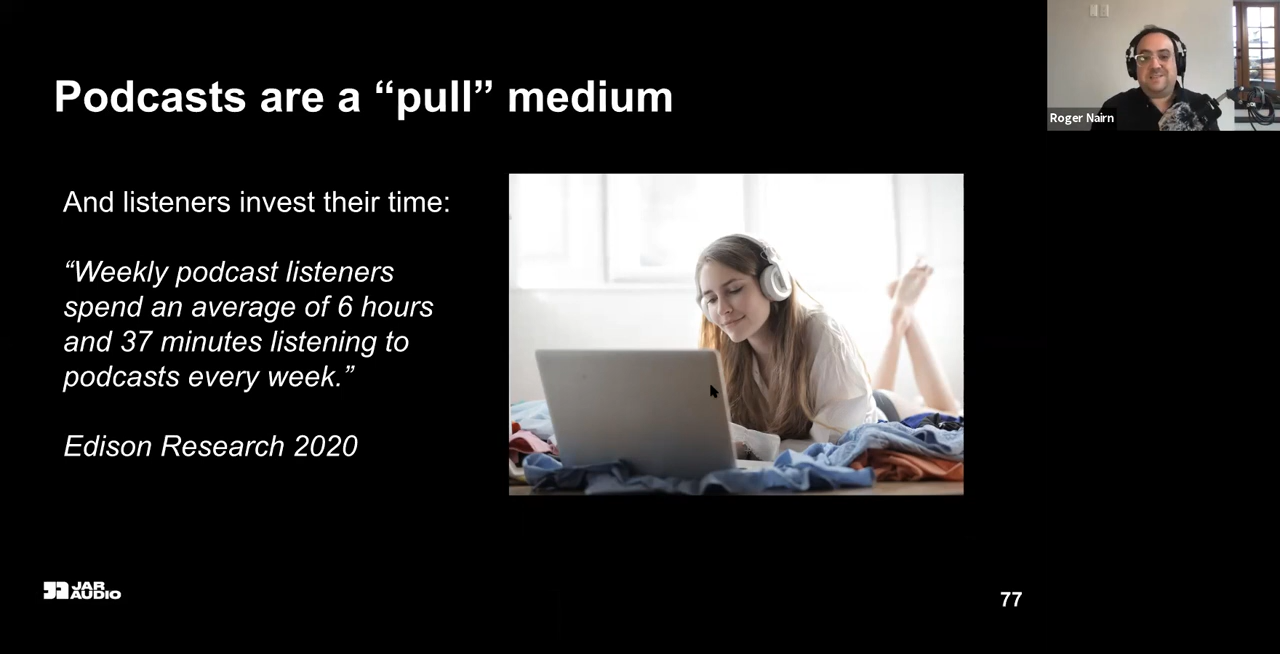 Podcasts are a “pull” medium
Roger Nairn
And listeners invest their time:
“Weekly podcast listeners
spend an average of 6 hours
and 37 minutes listening to
podcasts every week.”
Edison Research 2020
JAR
AUDIO
77